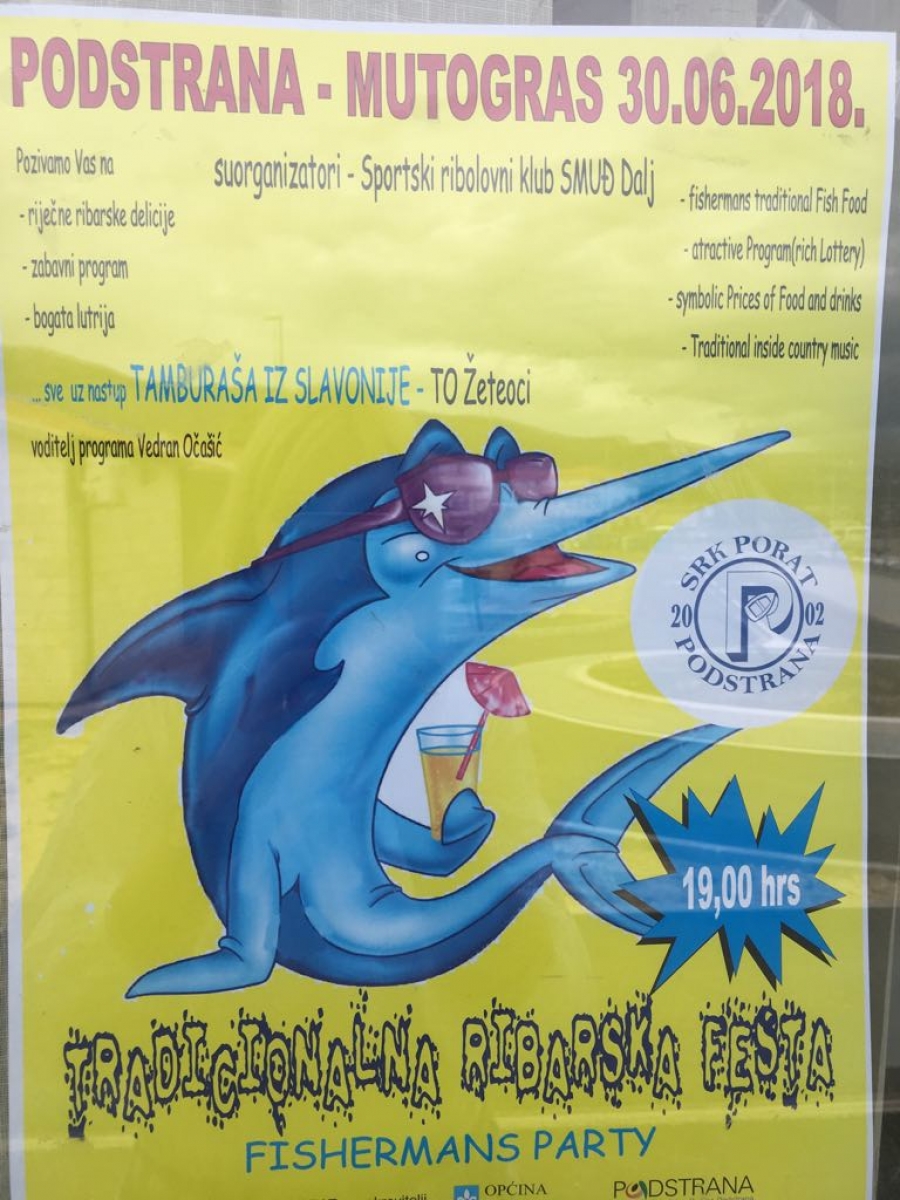 PODSTRANA - MUTOGRAS 30.06.2018.
Pozivamo Vas na
- riječne ribarske delicije
- zabavni program
- bogata lutrija
suorganizatori - Sportski ribolovni klub SMUĐ Dalj
- fishermans traditional Fish Food
- atractive Program(rich Lottery)
- symbolic Prices of Food and drinks
- Traditional inside country music
... sve uz nastup TAMBURAŠA IZ SLAVONIJE - TO Žeteoci
voditelj programa Vedran Očašić
SRK PORAT
20 P 02
PODSTRANA
19,00 hrs
TRADICIONALNA RIBARSKA FEŠTA
FISHERMANS PARTY
OPĆINA
PODSTRANA